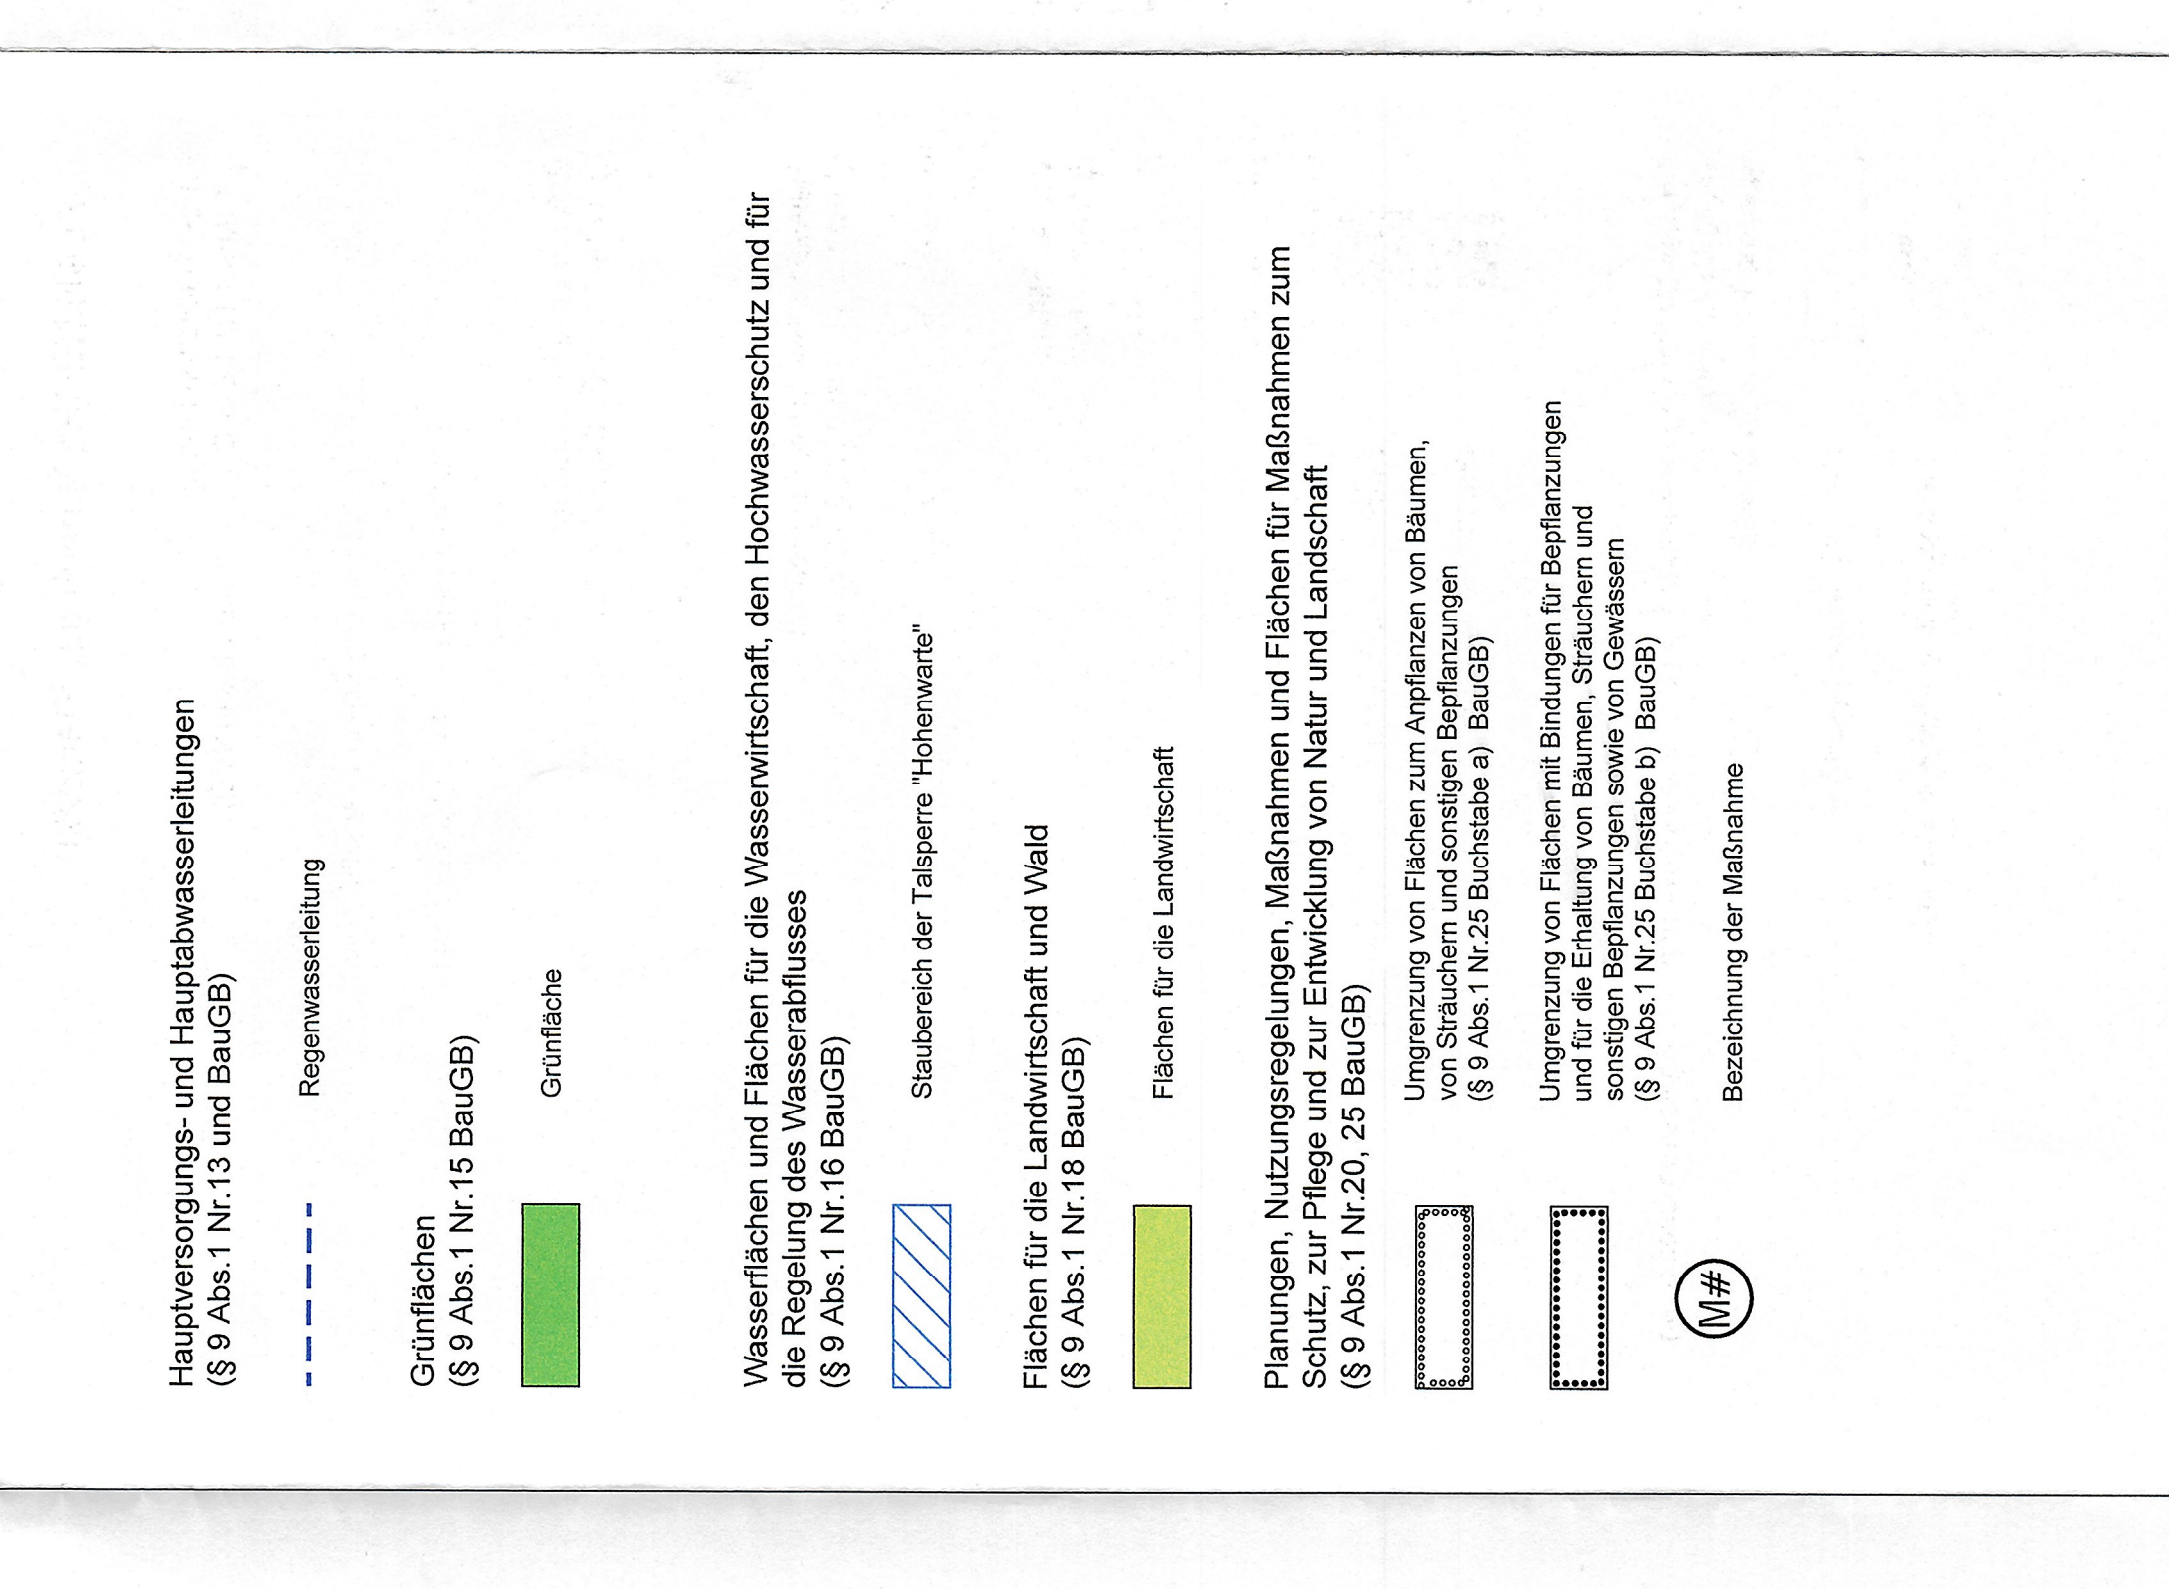 Hauptversorgungs- und Hauptabwasserleitungen
(§ 9 Abs.1 Nr.13 und BauGB)
Regenwasserleitung
Grünflächen
(§ 9 Abs.1 Nr.15 BauGB)
Grünfläche
Wasserflächen und Flächen für die Wasserwirtschaft, den Hochwasserschutz und für
die Regelung des Wasserabflusses
(§ 9 Abs.1 Nr.16 BauGB)
Staubereich der Talsperre "Hohenwarte"
Flächen für die Landwirtschaft und Wald
(§ 9 Abs.1 Nr.18 BauGB)
Flächen für die Landwirtschaft
Planungen, Nutzungsregelungen, Maßnahmen und Flächen für Maßnahmen zum
Schutz, zur Pflege und zur Entwicklung von Natur und Landschaft
(§ 9 Abs.1 Nr.20, 25 BauGB)
Umgrenzung von Flächen zum Anpflanzen von Bäumen,
von Sträuchern und sonstigen Bepflanzungen
(§ 9 Abs.1 Nr.25 Buchstabe a) BauGB)
Umgrenzung von Flächen mit Bindungen für Bepflanzungen
und für die Erhaltung von Bäumen, Sträuchern und
sonstigen Bepflanzungen sowie von Gewässern
(§ 9 Abs.1 Nr.25 Buchstabe b) BauGB)
M#
Bezeichnung der Maßnahme